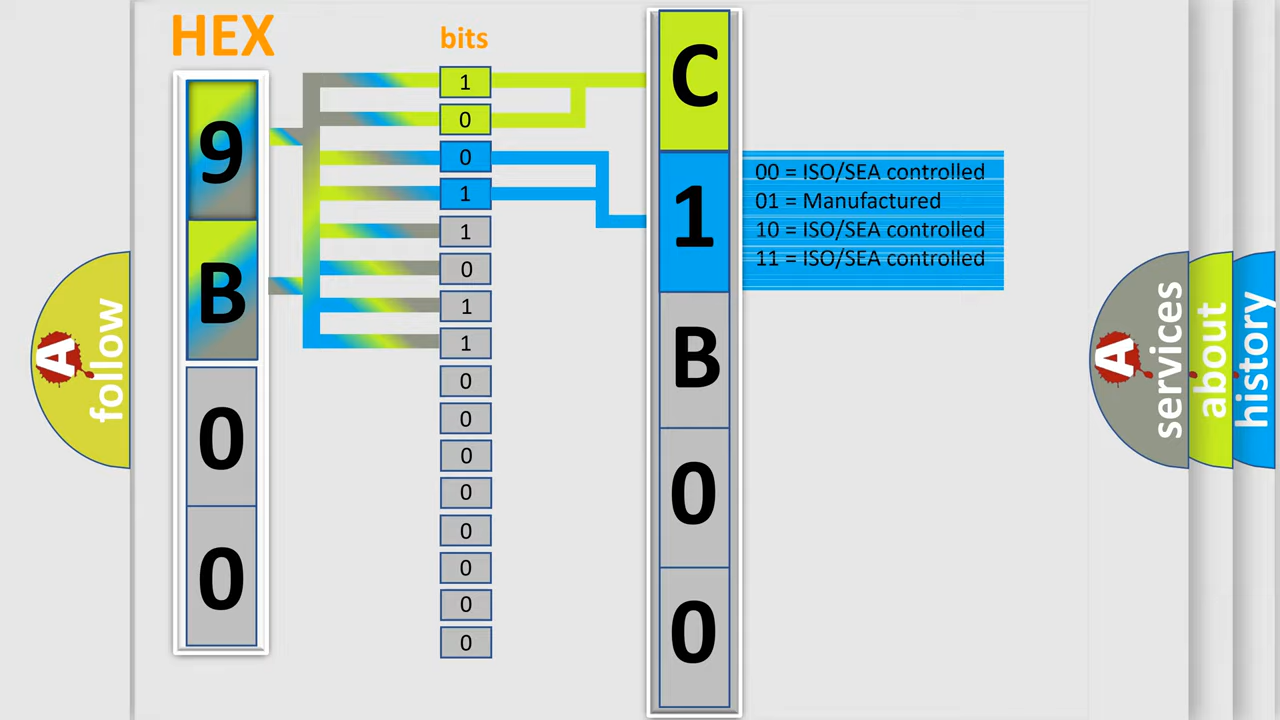 HEX
bits
9
B
0
0
1
0
0
1
1
0
1
1
0
0
0
0
0
0
0
0
C
1
B
0
0
00 = ISO/SEA controlled
01 = Manufactured
10 = ISO/SEA controlled
11 = ISO/SEA controlled
A
follow
A
services
about
history